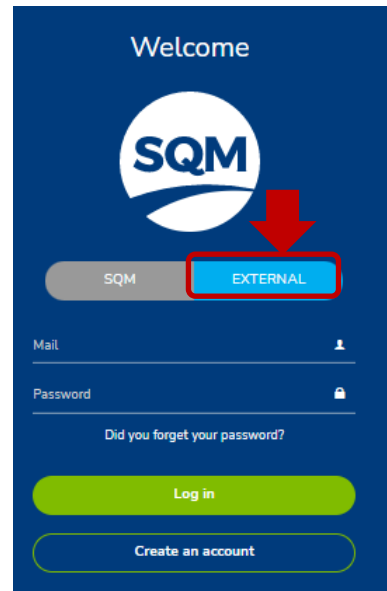 Welcome
SQM
SQM EXTERNAL
Mail
Password
Did you forget your password?
Log in
Create an account